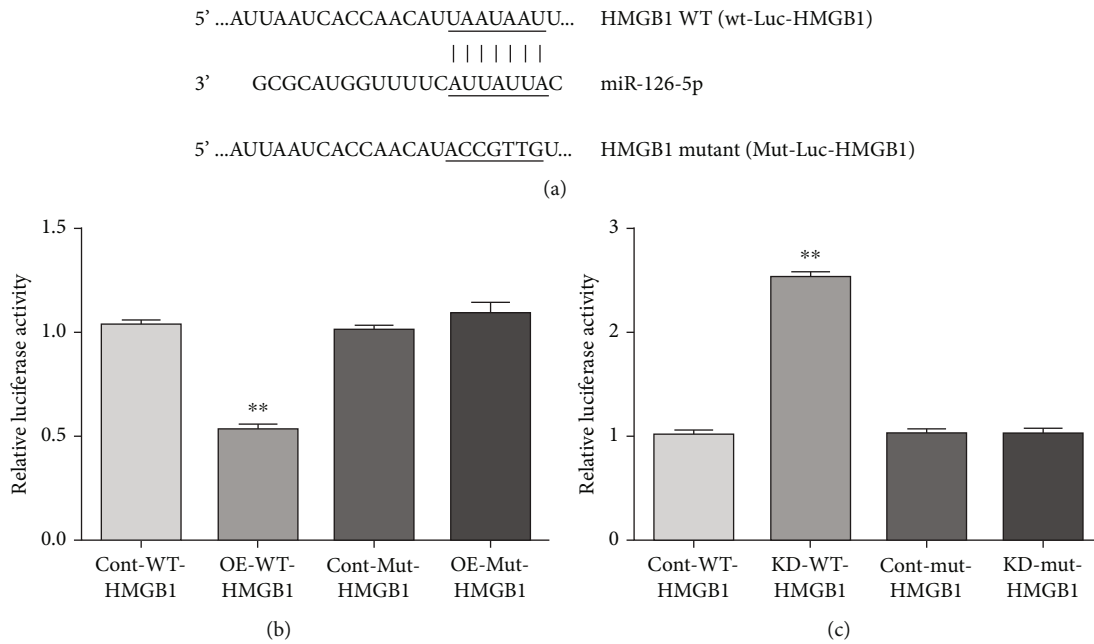 5’ ...AUUAAUCACCAACAUUAAUAAUU... HMGB1 WT (wt-Luc-HMGB1)
3’ GCGCAUGGUUUUCAUUAUUAC miR-126-5p
5’ ...AUUAAUCACCAACAUACCGTTGU... HMGB1 mutant (Mut-Luc-HMGB1)
(a)
Relative luciferase activity
1.5
1.0
0.5
0.0
**
Cont-WT-
HMGB1
OE-WT-
HMGB1
Cont-Mut-
HMGB1
OE-Mut-
HMGB1
(b)
Relative luciferase activity
3
2
1
0
**
Cont-WT-
HMGB1
KD-WT-
HMGB1
Cont-mut-
HMGB1
KD-mut-
HMGB1
(c)